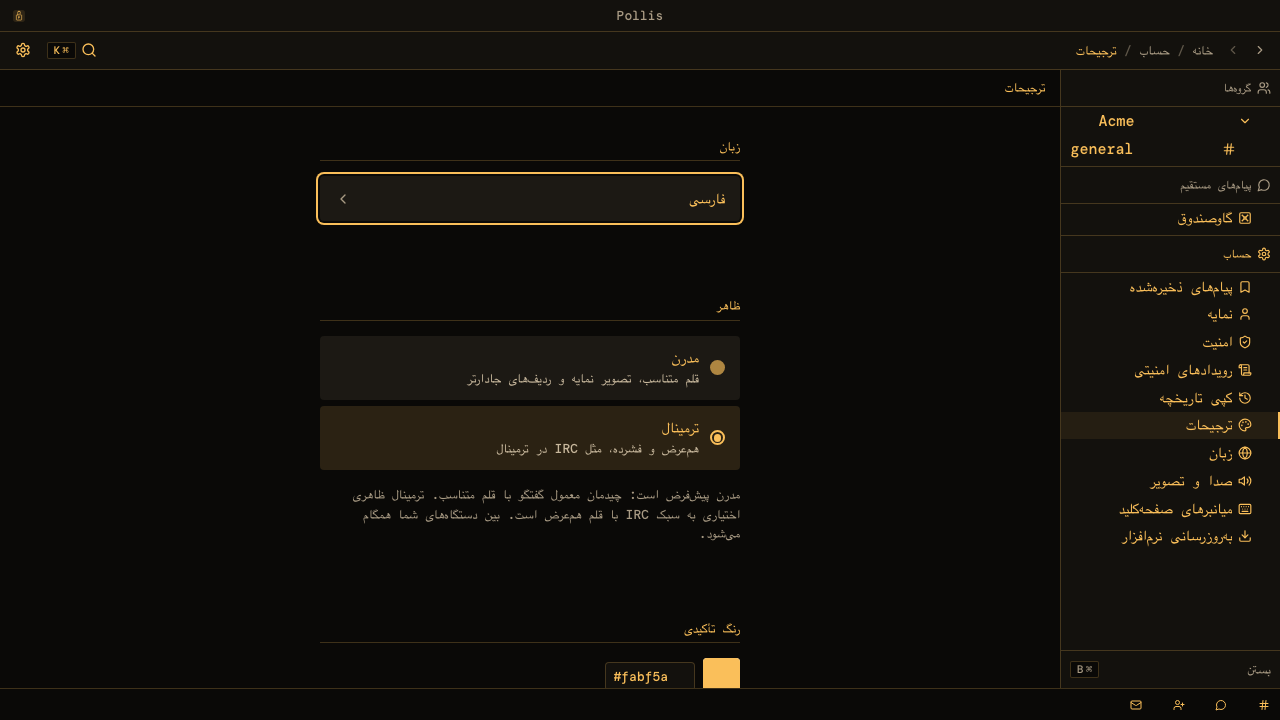 Pollis
خانه / حساب / ترجیحات
K ⌘
گروه‌ها
Acme
# general
پیام‌های مستقیم
گاوصندوق
حساب
پیام‌های ذخیره‌شده
نمایه
امنیت
رویدادهای امنیتی
کپی تاریخچه
ترجیحات
زبان
صدا و تصویر
میانبرهای صفحه‌کلید
به‌روزرسانی نرم‌افزار
بستن
B ⌘
ترجیحات
زبان
فارسی
ظاهر
مدرن
قلم متناسب، تصویر نمایه و ردیف‌های جادارتر
ترمینال
هم‌عرض و فشرده، مثل IRC در ترمینال
مدرن پیش‌فرض است: چیدمان معمول گفتگو با قلم متناسب. ترمینال ظاهری
اختیاری به سبک IRC با قلم هم‌عرض است. بین دستگاه‌های شما همگام
می‌شود.
رنگ تأکیدی
#fabf5a